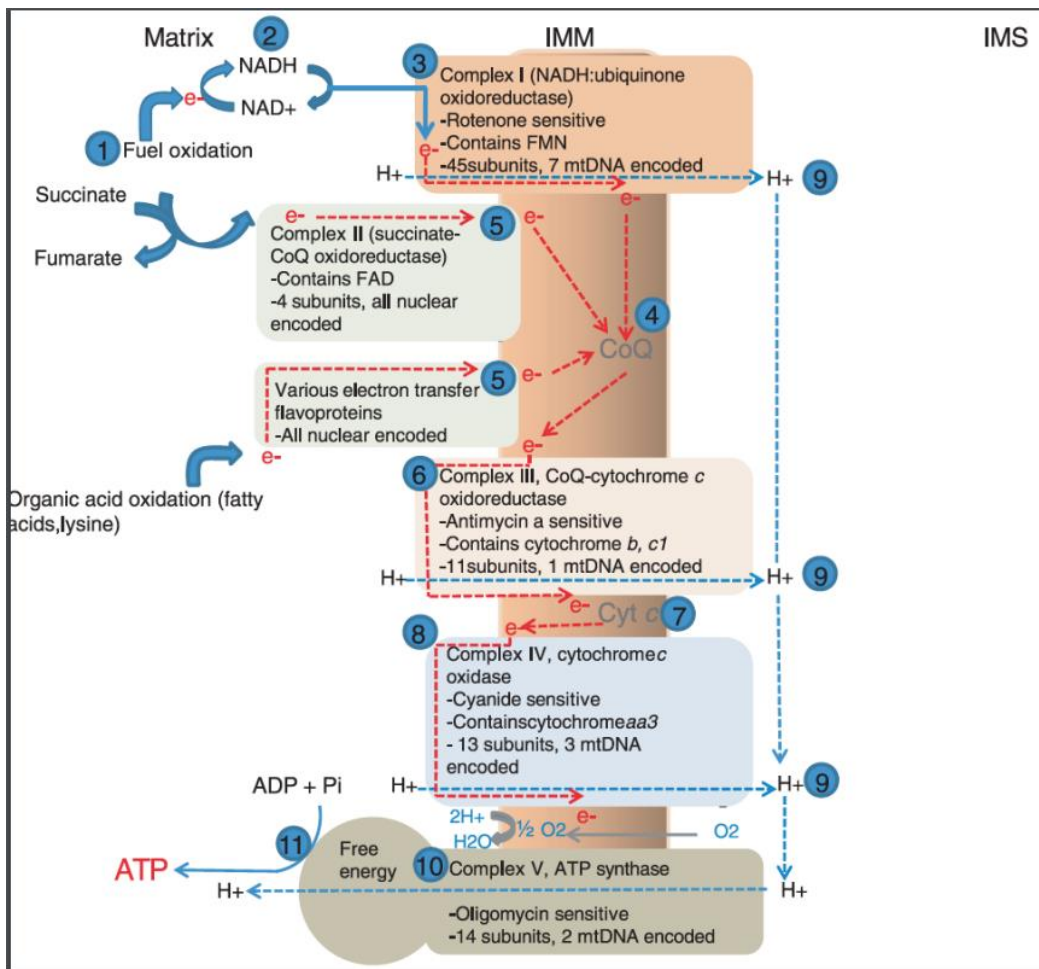 Matrix
IMM
IMS
2
NADH
NAD+
e-
1
Fuel oxidation
3
Complex I (NADH:ubiquinone
oxidoreductase)
-Rotenone sensitive
-Contains FMN
-45subunits, 7 mtDNA encoded
e-
H+
H+
9
e-
Succinate
Fumarate
e-
5
e-
Complex II (succinate-
CoQ oxidoreductase)
-Contains FAD
-4 subunits, all nuclear
encoded
4
CoQ
5
e-
Various electron transfer
flavoproteins
-All nuclear encoded
e-
e-
Organic acid oxidation (fatty
acids,lysine)
6
Complex III, CoQ-cytochrome c
oxidoreductase
-Antimycin a sensitive
-Contains cytochrome b, c1
-11subunits, 1 mtDNA encoded
H+
H+
9
e-
Cyt c
7
8
e-
Complex IV, cytochromec
oxidase
-Cyanide sensitive
-Containscytochromeaa3
- 13 subunits, 3 mtDNA
encoded
H+
H+
9
e-
ADP + Pi
2H+
H2O
½ O2
O2
11
ATP
Free
energy
10
Complex V, ATP synthase
H+
H+
-Oligomycin sensitive
-14 subunits, 2 mtDNA encoded